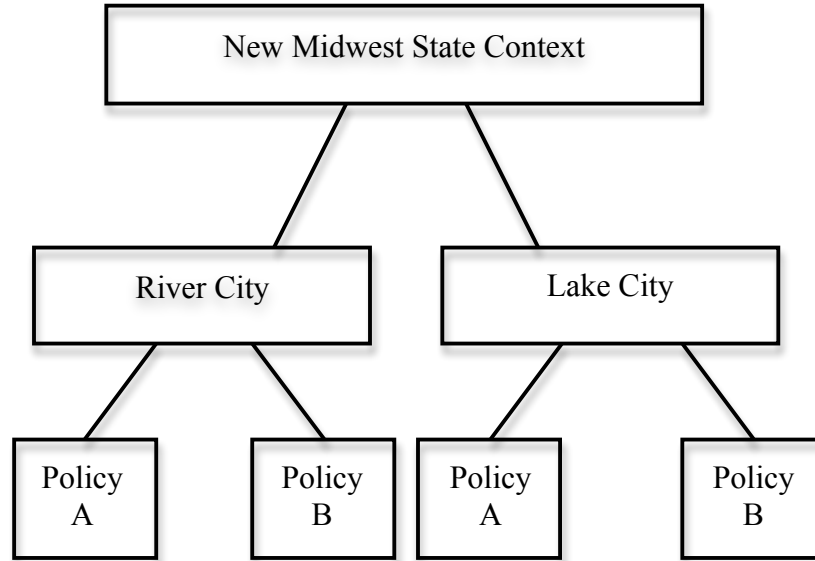 New Midwest State Context
River City
Lake City
Policy
A
Policy
B
Policy
A
Policy
B